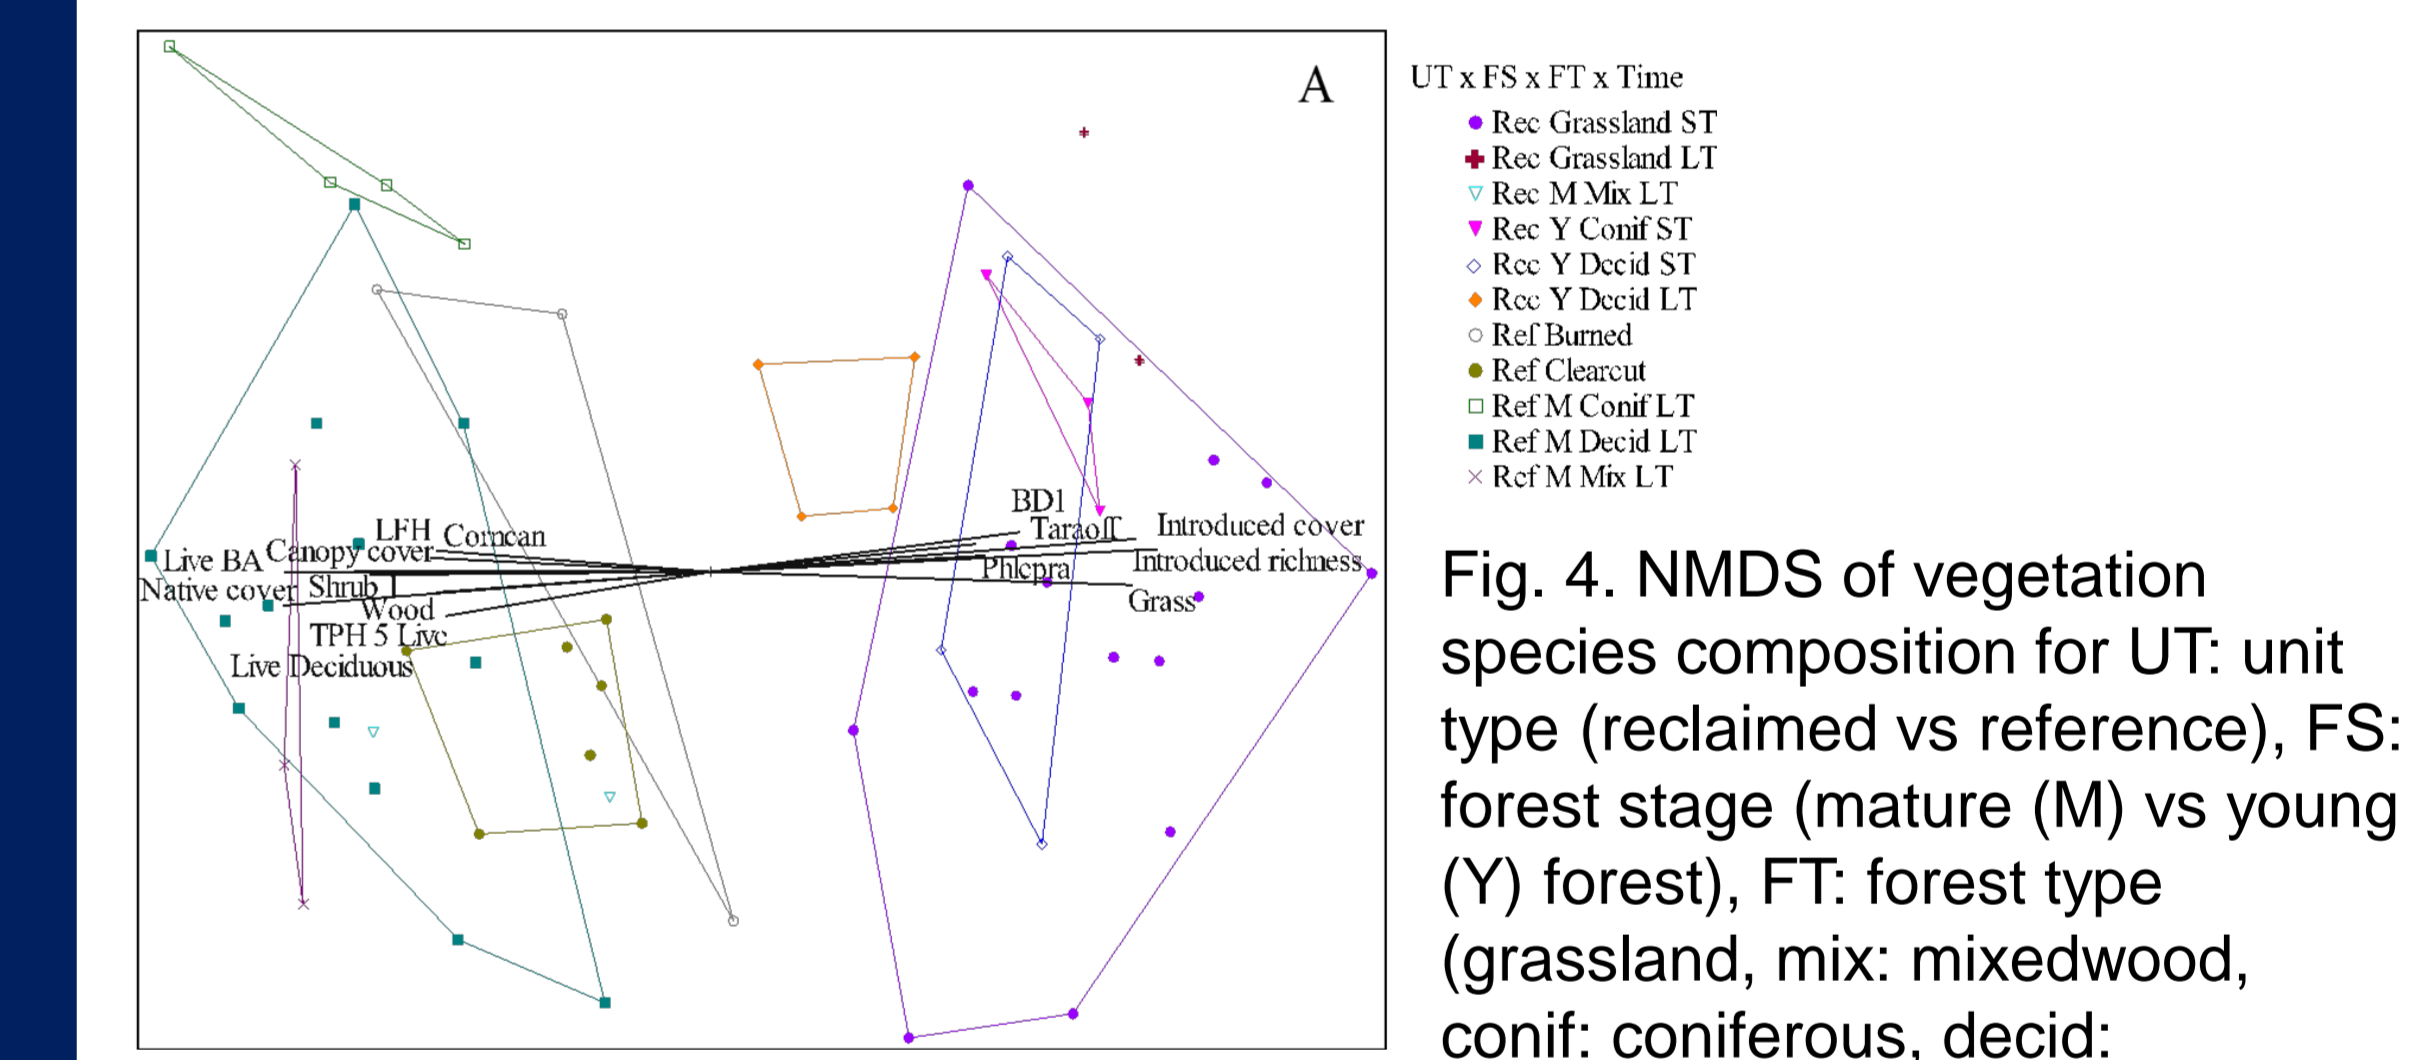 A
UT x FS x FT x Time
Rec Grassland ST
Rec Grassland LT
Rec M Mix LT
Rec Y Conif ST
Rec Y Decid ST
Rec Y Decid LT
Ref Burned
Ref Clearcut
Ref M Conif LT
Ref M Decid LT
Ref M Mix LT
BD1
LFH Corncan
Taraoff Introduced cover
Live BA Canopy cover
Phlepra Introduced richness
Native cover Shrub 1
Wood
Grass
TPH 5 Live
Live Deciduous
Fig. 4. NMDS of vegetation
species composition for UT: unit
type (reclaimed vs reference), FS:
forest stage (mature (M) vs young
(Y) forest), FT: forest type
(grassland, mix: mixedwood,
conif: coniferous, decid: